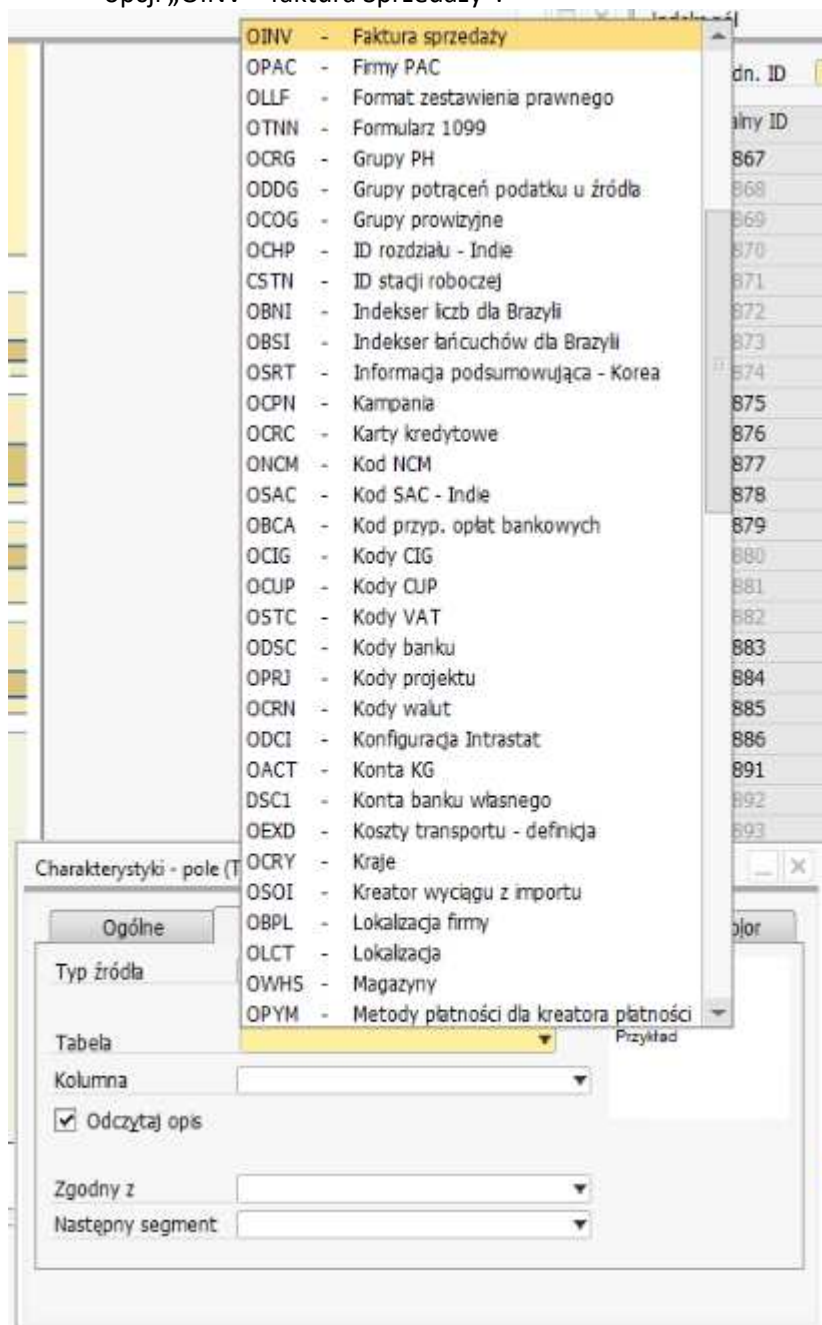 opcji „OINV – faktura sprzedaży”.
OINV - Faktura sprzedaży
OPAC - Firmy PAC
dn. ID
OLLF - Format zestawienia prawnego
OTNN - Formularz 1099
alny ID
OCRG - Grupy PH
867
ODDG - Grupy potrąceń podatku u źródła
868
OCOG - Grupy prowizyjne
869
OCHP - ID rozdziału - Indie
870
CSTN - ID stacji roboczej
871
OBNI - Indekser liczb dla Brazylii
872
OBSI - Indekser łańcuchów dla Brazylii
873
OSRT - Informacja podsumowująca - Korea
874
OCPN - Kampania
875
OCRC - Karty kredytowe
876
ONCM - Kod NCM
877
OSAC - Kod SAC - Indie
878
OBCA - Kod przyp. opłat bankowych
879
OCIG - Kody CIG
880
OCUP - Kody CUP
881
OSTC - Kody VAT
882
ODSC - Kody banku
883
OPRJ - Kody projektu
884
OCRN - Kody walut
885
ODCI - Konfiguracja Intrastat
886
OACT - Konta KG
891
DSC1 - Konta banku własnego
892
OEXD - Koszty transportu - definicja
893
OCRY - Kraje
Charakterystyki - pole (T
OSOI - Kreator wyciągu z importu
OBPL - Lokalizacja firmy
Ogólne
olor
OLCT - Lokalizacja
Typ źródła
OWHS - Magazyny
OPYM - Metody płatności dla kreatora płatności
Tabela
Przykład
Kolumna
Odczytaj opis
Zgodny z
Następny segment